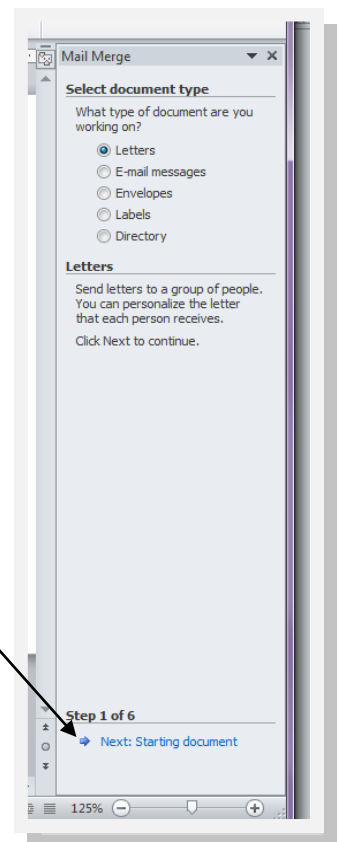 Mail Merge
Select document type
What type of document are you
working on?
Letters
E-mail messages
Envelopes
Labels
Directory
Letters
Send letters to a group of people.
You can personalize the letter
that each person receives.
Click Next to continue.
Step 1 of 6
Next: Starting document
125%